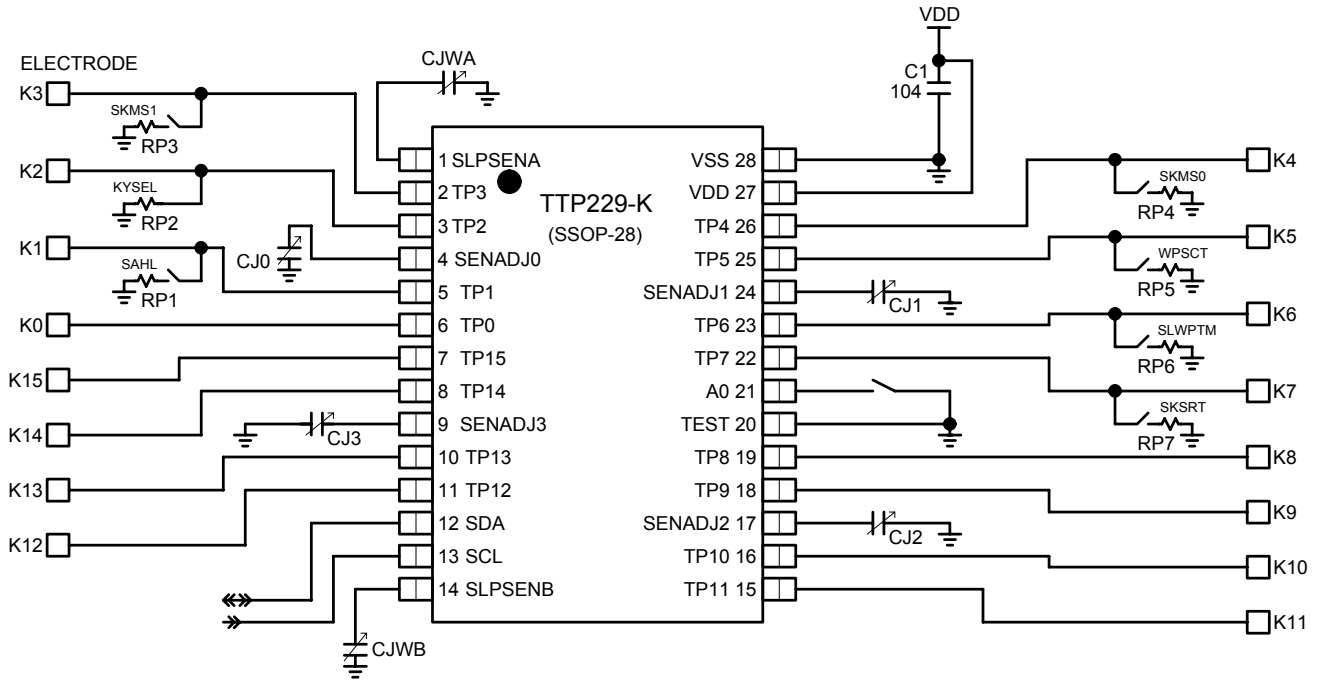 VDD
ELECTRODE
CJWA
C1
104
K3
SKMS1
RP3
K2
KYSEL
RP2
K1
SAHL
RP1
CJ0
K0
K15
K14
CJ3
K13
K12
CJWB
TTP229-K
(SSOP-28)
1 SLPSENA
2 TP3
3 TP2
4 SENADJ0
5 TP1
6 TP0
7 TP15
8 TP14
9 SENADJ3
10 TP13
11 TP12
12 SDA
13 SCL
14 SLPSENB
VSS 28
VDD 27
TP4 26
TP5 25
SENADJ1 24
TP6 23
TP7 22
A0 21
TEST 20
TP8 19
TP9 18
SENADJ2 17
TP10 16
TP11 15
K4
SKMS0
RP4
K5
WPSCT
RP5
CJ1
K6
SLWPTM
RP6
K7
SKSRT
RP7
K8
K9
CJ2
K10
K11